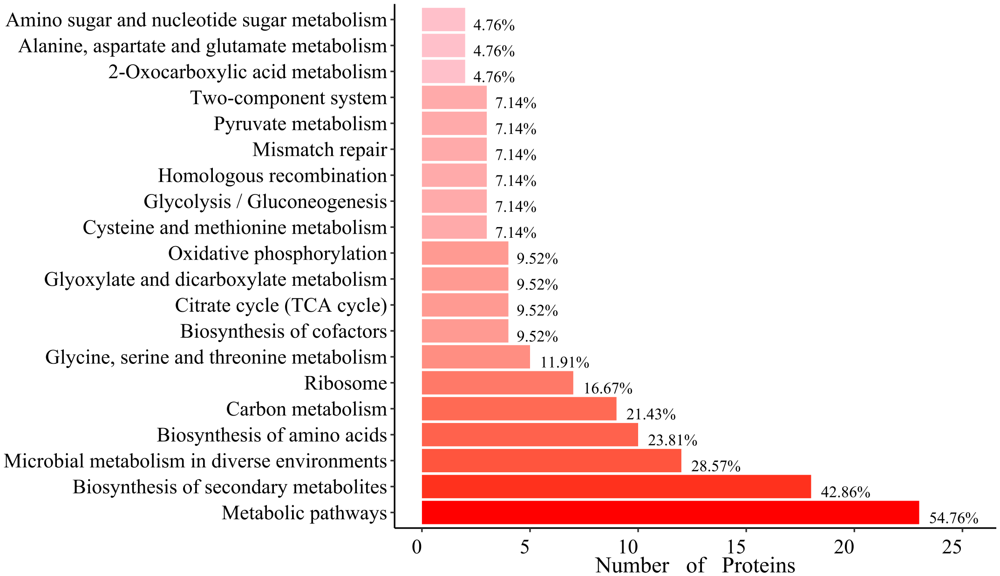 Amino sugar and nucleotide sugar metabolism 4.76%
Alanine, aspartate and glutamate metabolism 4.76%
2-Oxocarboxylic acid metabolism 4.76%
Two-component system 7.14%
Pyruvate metabolism 7.14%
Mismatch repair 7.14%
Homologous recombination 7.14%
Glycolysis / Gluconeogenesis 7.14%
Cysteine and methionine metabolism 7.14%
Oxidative phosphorylation 9.52%
Glyoxylate and dicarboxylate metabolism 9.52%
Citrate cycle (TCA cycle) 9.52%
Biosynthesis of cofactors 9.52%
Glycine, serine and threonine metabolism 11.91%
Ribosome 16.67%
Carbon metabolism 21.43%
Biosynthesis of amino acids 23.81%
Microbial metabolism in diverse environments 28.57%
Biosynthesis of secondary metabolites 42.86%
Metabolic pathways 54.76%
0 5 10 15 20 25
Number of Proteins